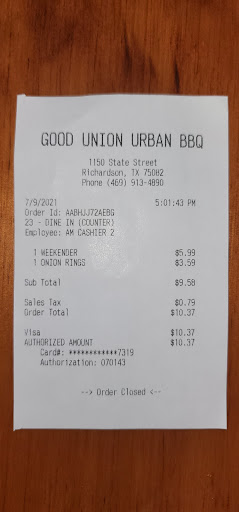 GOOD UNION URBAN BBQ
1150 State Street
Richardson, TX 75082
Phone (469) 913-4890
7/9/2021 5:01:43 PM
Order Id: AABHJJ72AEBG
23 - DINE IN (COUNTER)
Employee: AM CASHIER 2
1 WEEKENDER $5.99
1 ONION RINGS $3.59
Sub Total $9.58
Sales Tax $0.79
Order Total $10.37
Visa $10.37
AUTHORIZED AMOUNT $10.37
Card#: ************7319
Authorization: 070143
--> Order Closed <--